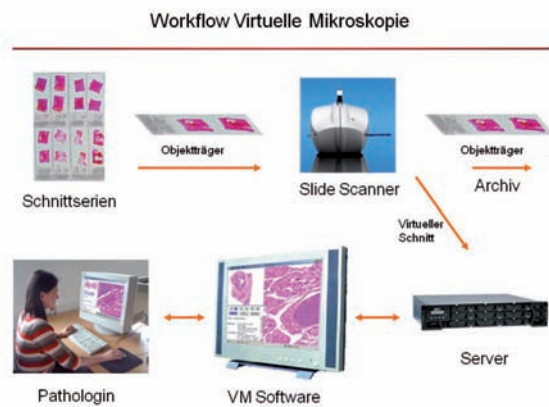 Workflow Virtuelle Mikroskopie
Objektträger
Objektträger
Schnittserien
Slide Scanner
Archiv
Virtueller
Schnitt
Pathologin
VM Software
Server